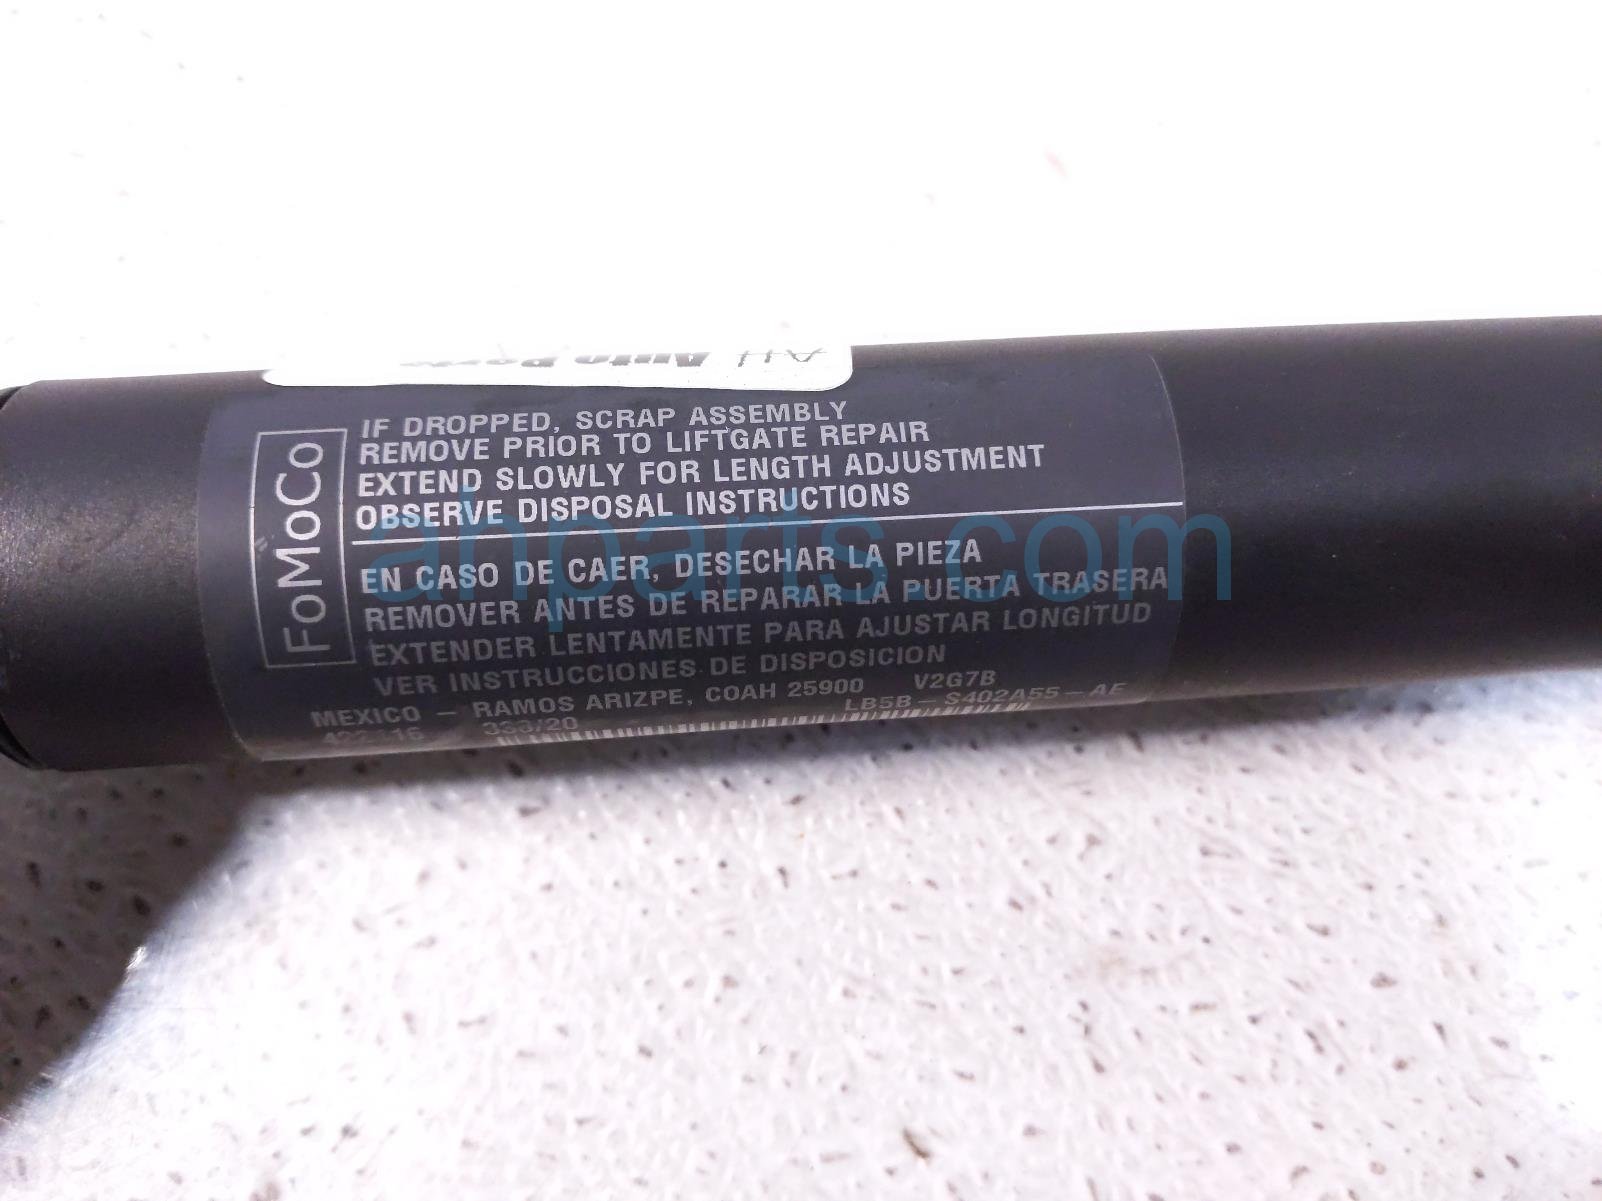 AH Auto Parts
FoMoCo
IF DROPPED, SCRAP ASSEMBLY
REMOVE PRIOR TO LIFTGATE REPAIR
EXTEND SLOWLY FOR LENGTH ADJUSTMENT
OBSERVE DISPOSAL INSTRUCTIONS
EN CASO DE CAER, DESECHAR LA PIEZA
REMOVER ANTES DE REPARAR LA PUERTA TRASERA
EXTENDER LENTAMENTE PARA AJUSTAR LONGITUD
VER INSTRUCCIONES DE DISPOSICION
MEXICO - RAMOS ARIZPE, COAH 25900 V2G7B
333/20 LB5B-S402A55-AE
ahparts.com